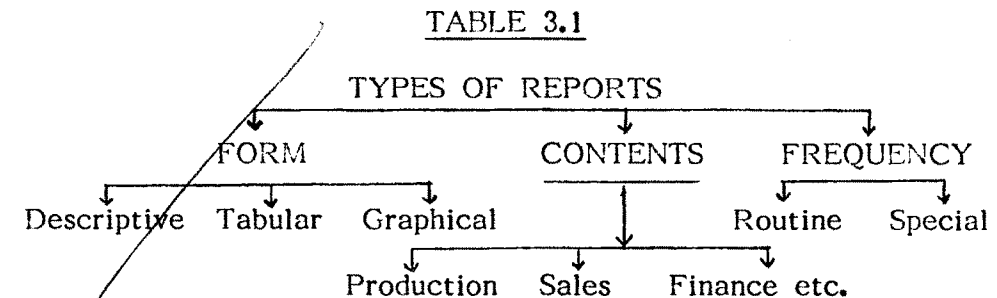 TABLE 3.1
TYPES OF REPORTS
FORM CONTENTS FREQUENCY
Descriptive Tabular Graphical Routine Special
Production Sales Finance etc.